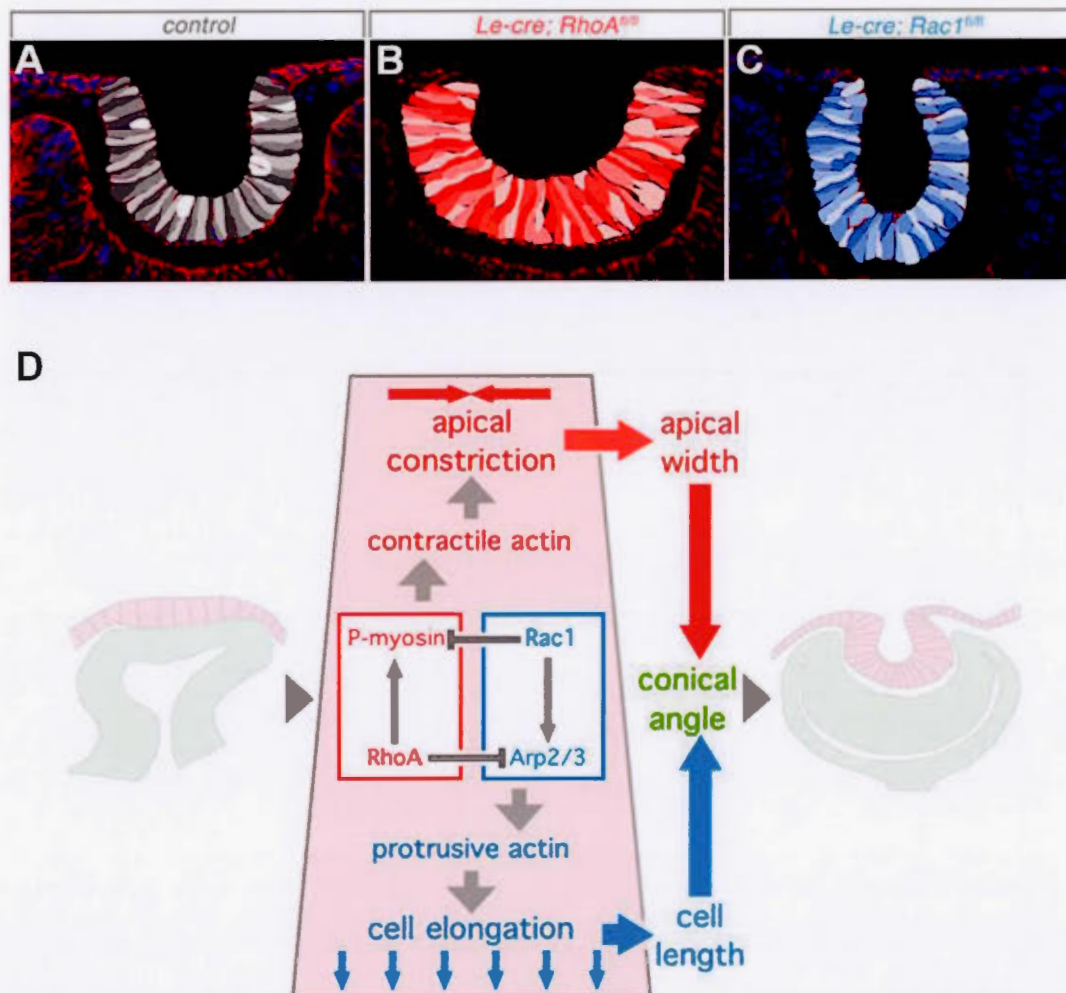 control
Le-cre; RhoAfl/fl
Le-cre; Rac1fl/fl
A
B
C
D
apical
constriction
apical
width
contractile actin
P-myosin
Rac1
RhoA
Arp2/3
conical
angle
protrusive actin
cell elongation
cell
length